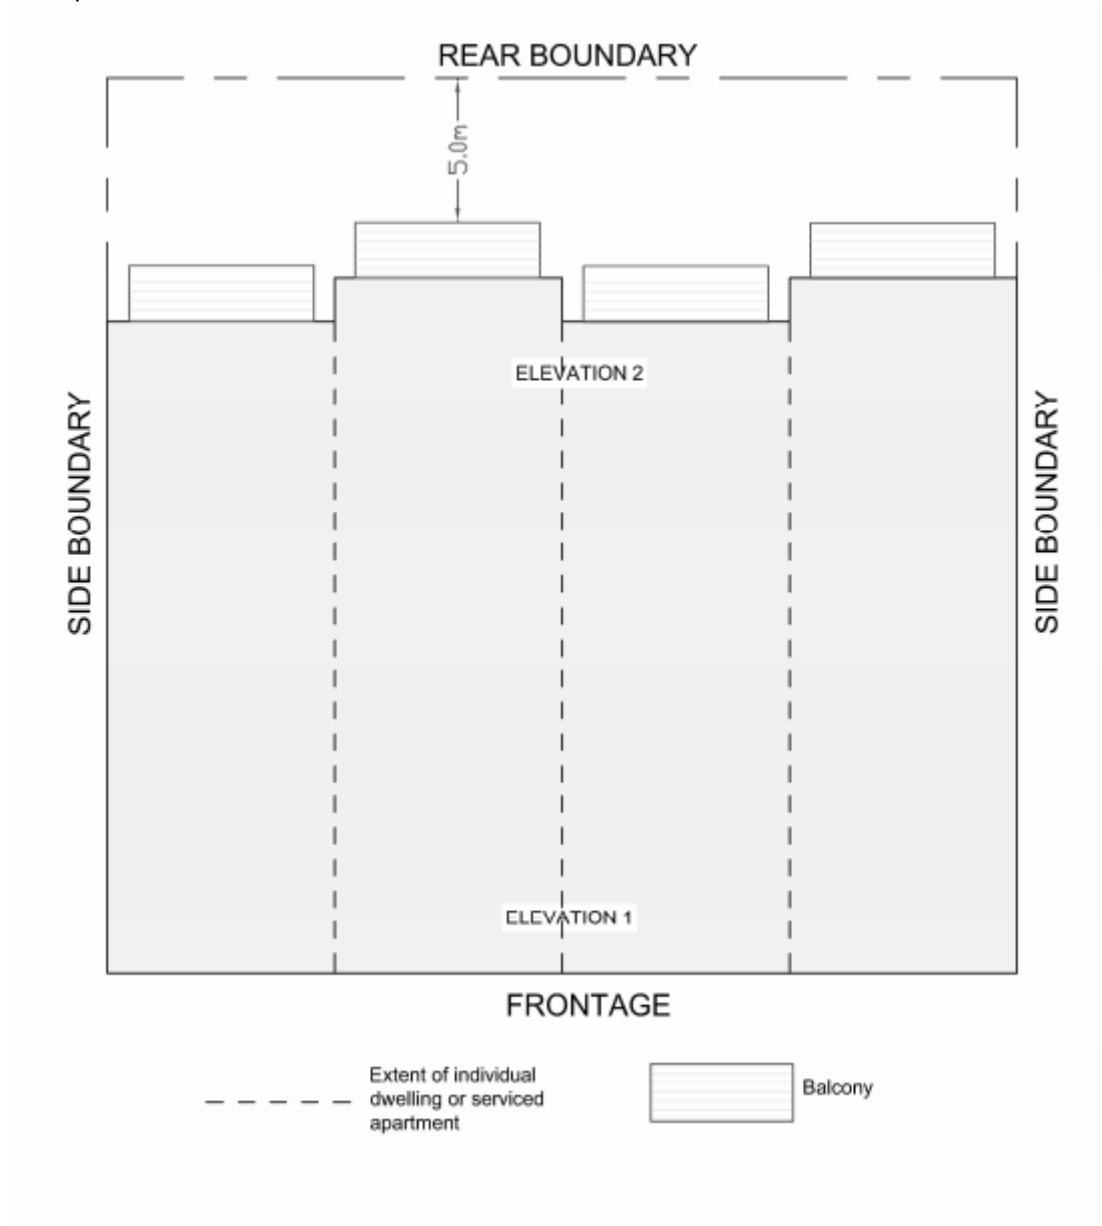 REAR BOUNDARY
5.0m
ELEVATION 2
SIDE BOUNDARY
SIDE BOUNDARY
ELEVATION 1
FRONTAGE
Extent of individual
dwelling or serviced
apartment
Balcony